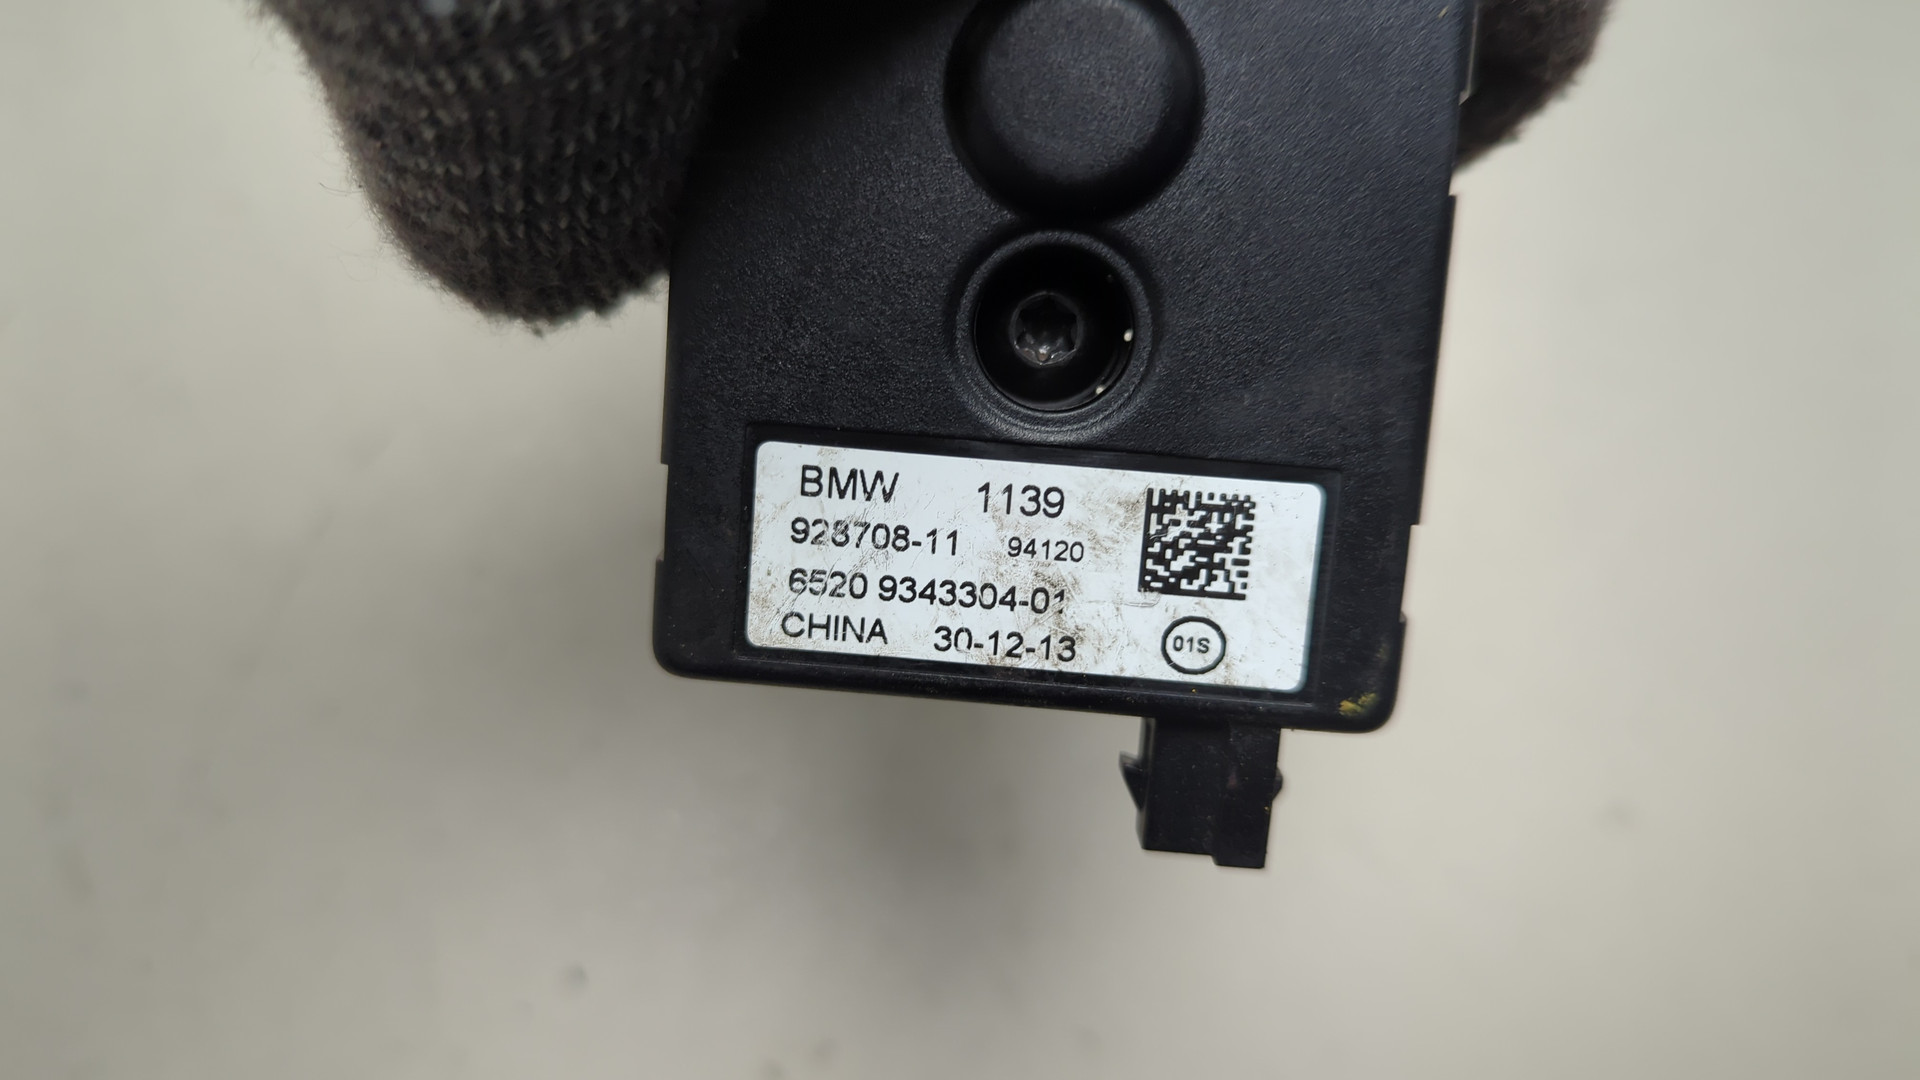 BMW 1139
928708-11 94120
6520 9343304-01
CHINA 30-12-13
01S